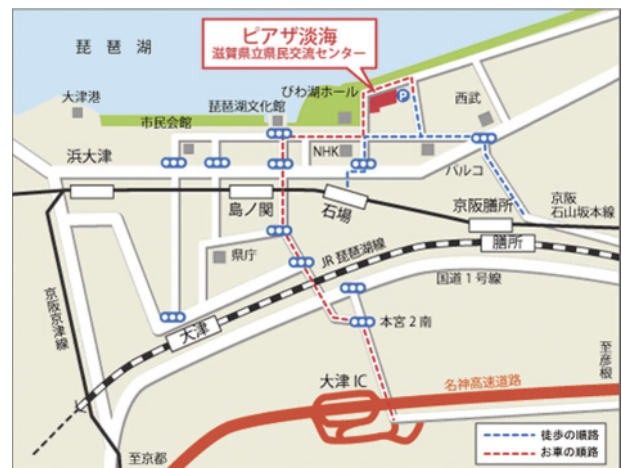 ピアザ淡海
滋賀県立県民交流センター
琵琶湖
びわ湖ホール
P
大津港
琵琶湖文化館
西武
市民会館
浜大津
NHK
パルコ
島ノ関
石場
京阪膳所
京阪
石山坂本線
膳所
県庁
JR琵琶湖線
国道1号線
京阪京津線
大津
本宮2南
至彦根
大津IC
名神高速道路
至京都
徒歩の順路
お車の順路